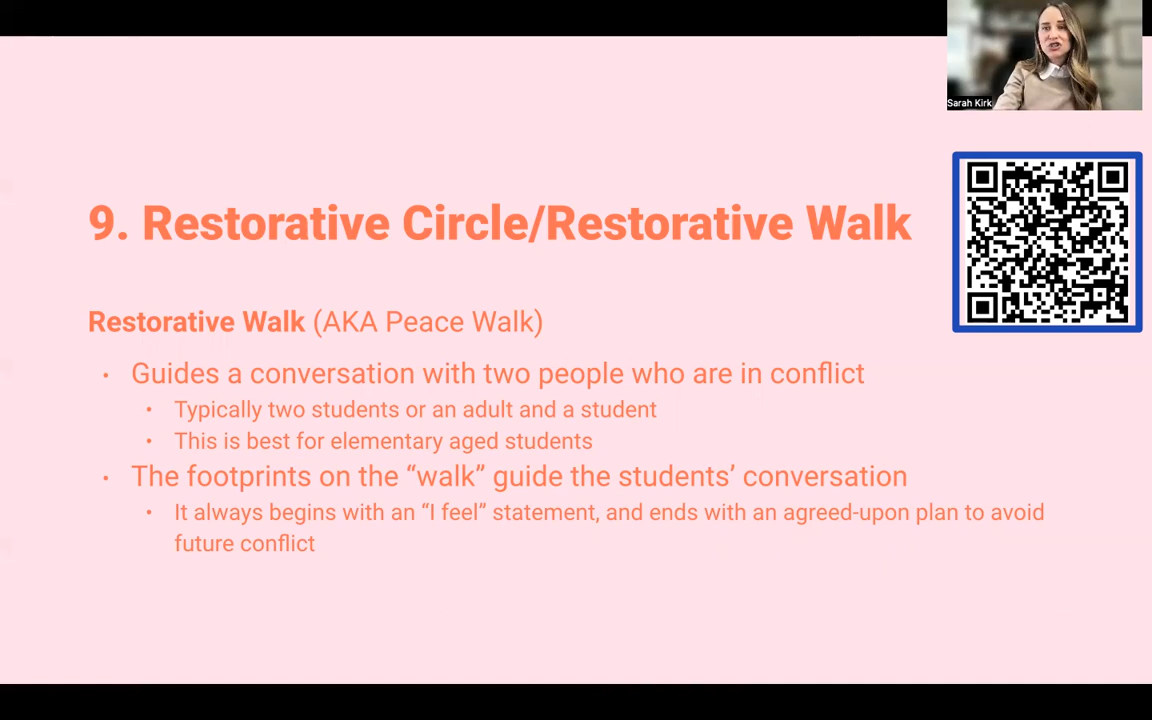 Sarah Kirk
9. Restorative Circle/Restorative Walk
Restorative Walk (AKA Peace Walk)
• Guides a conversation with two people who are in conflict
• Typically two students or an adult and a student
• This is best for elementary aged students
• The footprints on the “walk” guide the students’ conversation
• It always begins with an “I feel” statement, and ends with an agreed-upon plan to avoid
future conflict